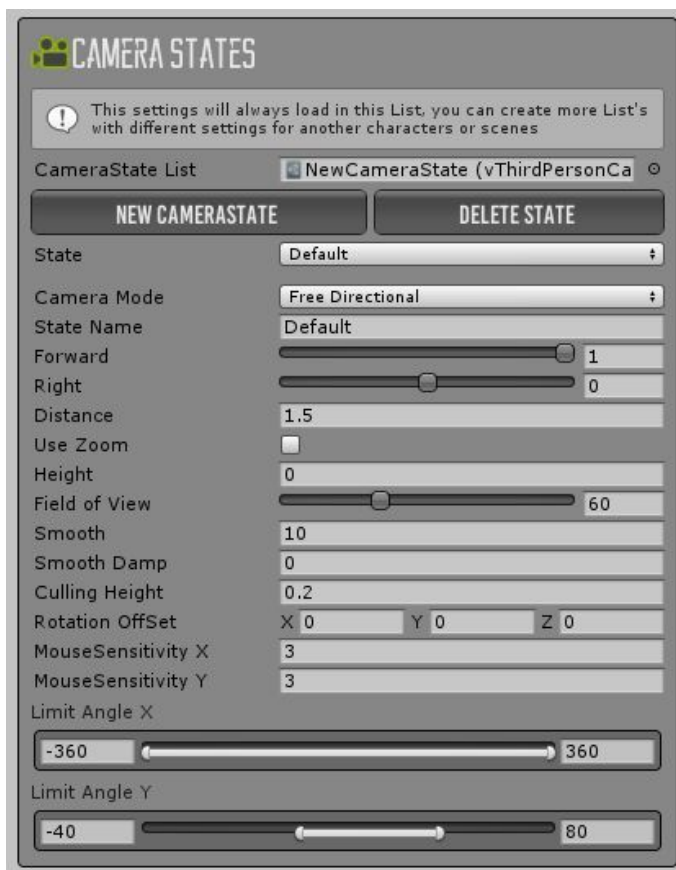 CAMERA STATES
This settings will always load in this List, you can create more List's
with different settings for another characters or scenes
CameraState List NewCameraState (vThirdPersonCa
NEW CAMERASTATE DELETE STATE
State Default
Camera Mode Free Directional
State Name Default
Forward 1
Right 0
Distance 1.5
Use Zoom
Height 0
Field of View 60
Smooth 10
Smooth Damp 0
Culling Height 0.2
Rotation OffSet X 0 Y 0 Z 0
MouseSensitivity X 3
MouseSensitivity Y 3
Limit Angle X
-360 360
Limit Angle Y
-40 80